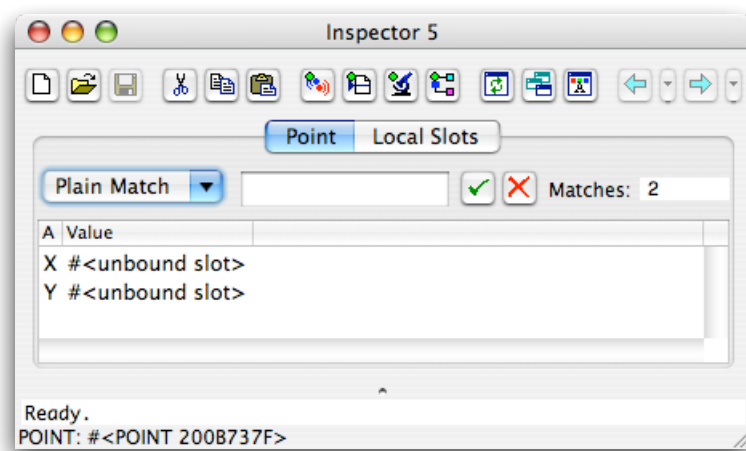 Inspector 5
Point Local Slots
Plain Match Matches: 2
A Value
X #<unbound slot>
Y #<unbound slot>
Ready.
POINT: #<POINT 200B737F>